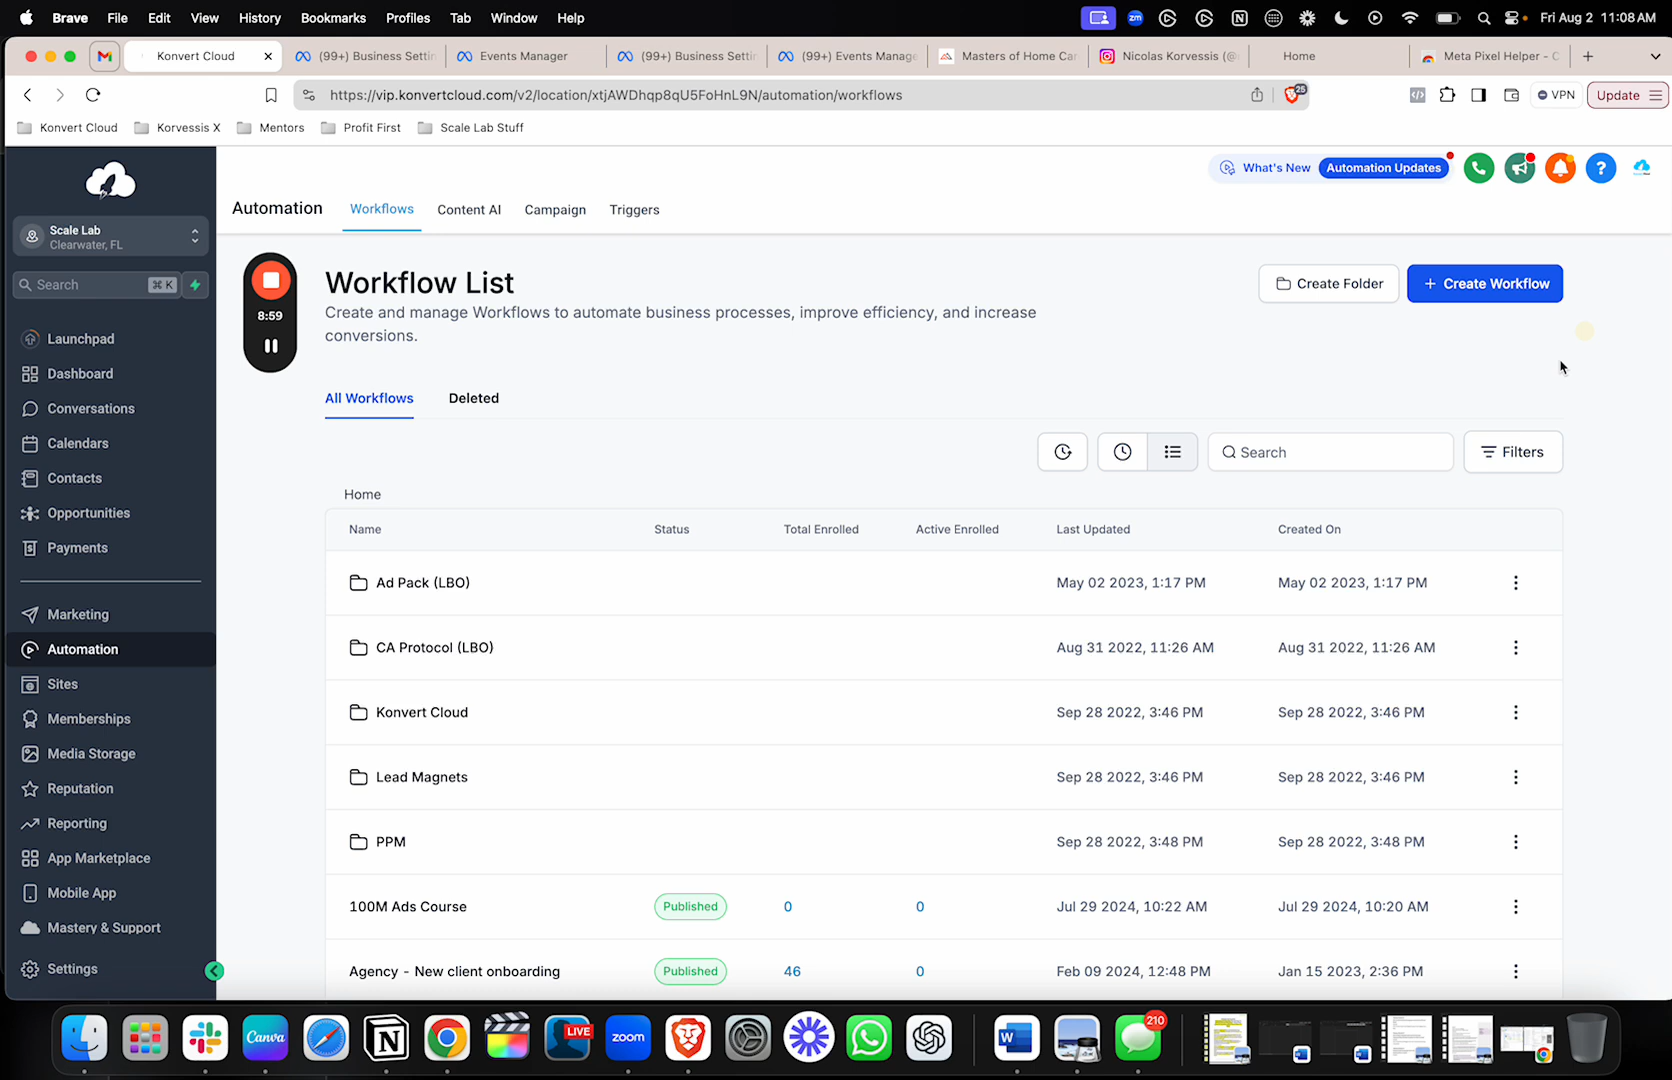 Brave File Edit View History Bookmarks Profiles Tab Window Help
zm
Fri Aug 2 11:08 AM
Konvert Cloud
(99+) Business Settin
Events Manager
(99+) Business Settin
(99+) Events Manage
Masters of Home Car
Nicolas Korvessis (@
Home
Meta Pixel Helper - C
https://vip.konvertcloud.com/v2/location/xtjAWDhqp8qU5FoHnL9N/automation/workflows
25
VPN
Update
Konvert Cloud
Korvessis X
Mentors
Profit First
Scale Lab Stuff
What's New
Automation Updates
?
Scale Lab
Clearwater, FL
Search
⌘ K
Launchpad
Dashboard
Conversations
Calendars
Contacts
Opportunities
Payments
Marketing
Automation
Sites
Memberships
Media Storage
Reputation
Reporting
App Marketplace
Mobile App
Mastery & Support
Settings
Automation
Workflows
Content AI
Campaign
Triggers
8:59
Workflow List
Create and manage Workflows to automate business processes, improve efficiency, and increase
conversions.
Create Folder
+ Create Workflow
All Workflows
Deleted
Search
Filters
Home
Name Status Total Enrolled Active Enrolled Last Updated Created On
Ad Pack (LBO) May 02 2023, 1:17 PM May 02 2023, 1:17 PM
CA Protocol (LBO) Aug 31 2022, 11:26 AM Aug 31 2022, 11:26 AM
Konvert Cloud Sep 28 2022, 3:46 PM Sep 28 2022, 3:46 PM
Lead Magnets Sep 28 2022, 3:46 PM Sep 28 2022, 3:46 PM
PPM Sep 28 2022, 3:48 PM Sep 28 2022, 3:48 PM
100M Ads Course Published 0 0 Jul 29 2024, 10:22 AM Jul 29 2024, 10:20 AM
Agency - New client onboarding Published 46 0 Feb 09 2024, 12:48 PM Jan 15 2023, 2:36 PM
Canva
LIVE
zoom
W
210